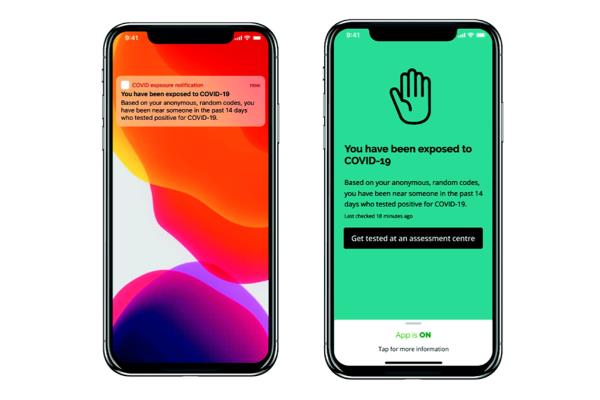 9:41
COVID exposure notification now
You have been exposed to COVID-19
Based on your anonymous, random codes, you
have been near someone in the past 14 days
who tested positive for COVID-19.
9:41
You have been exposed to
COVID-19
Based on your anonymous, random codes,
you have been near someone in the past 14
days who tested positive for COVID-19.
Last checked 18 minutes ago
Get tested at an assessment centre
App is ON
Tap for more information